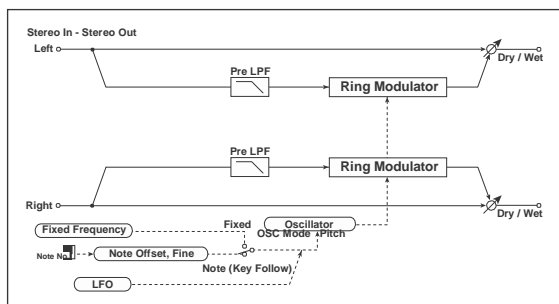 Stereo In - Stereo Out
Left
Dry / Wet
Pre LPF
Ring Modulator
Pre LPF
Ring Modulator
Right
Dry / Wet
Fixed Frequency
Fixed
Oscillator
OSC Mode
Pitch
Note No.
Note Offset, Fine
Note (Key Follow)
LFO